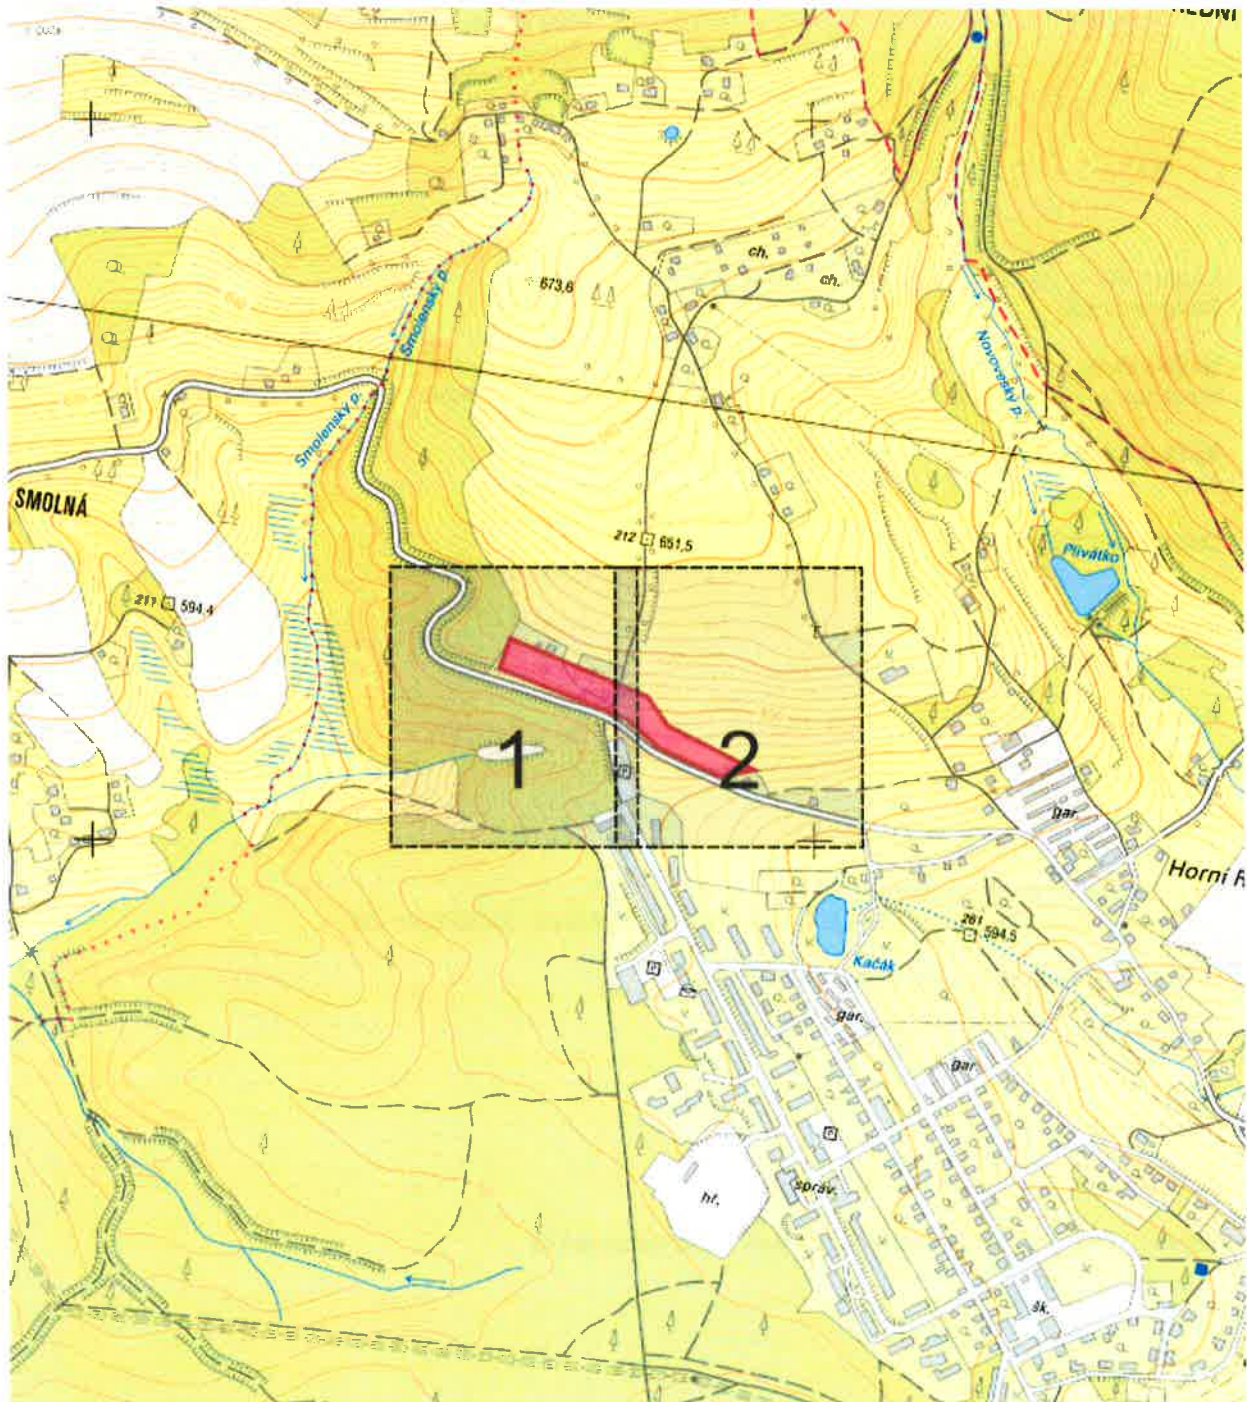 ch.
673,6
ch.
Smolenský p.
Smolenský p.
Novoveský p.
SMOLNÁ
212 651,5
Plivátko
211 594,4
1
2
gar.
Horní R
261 594,5
Kačák
gar.
gar.
hř.
správ.
šk.